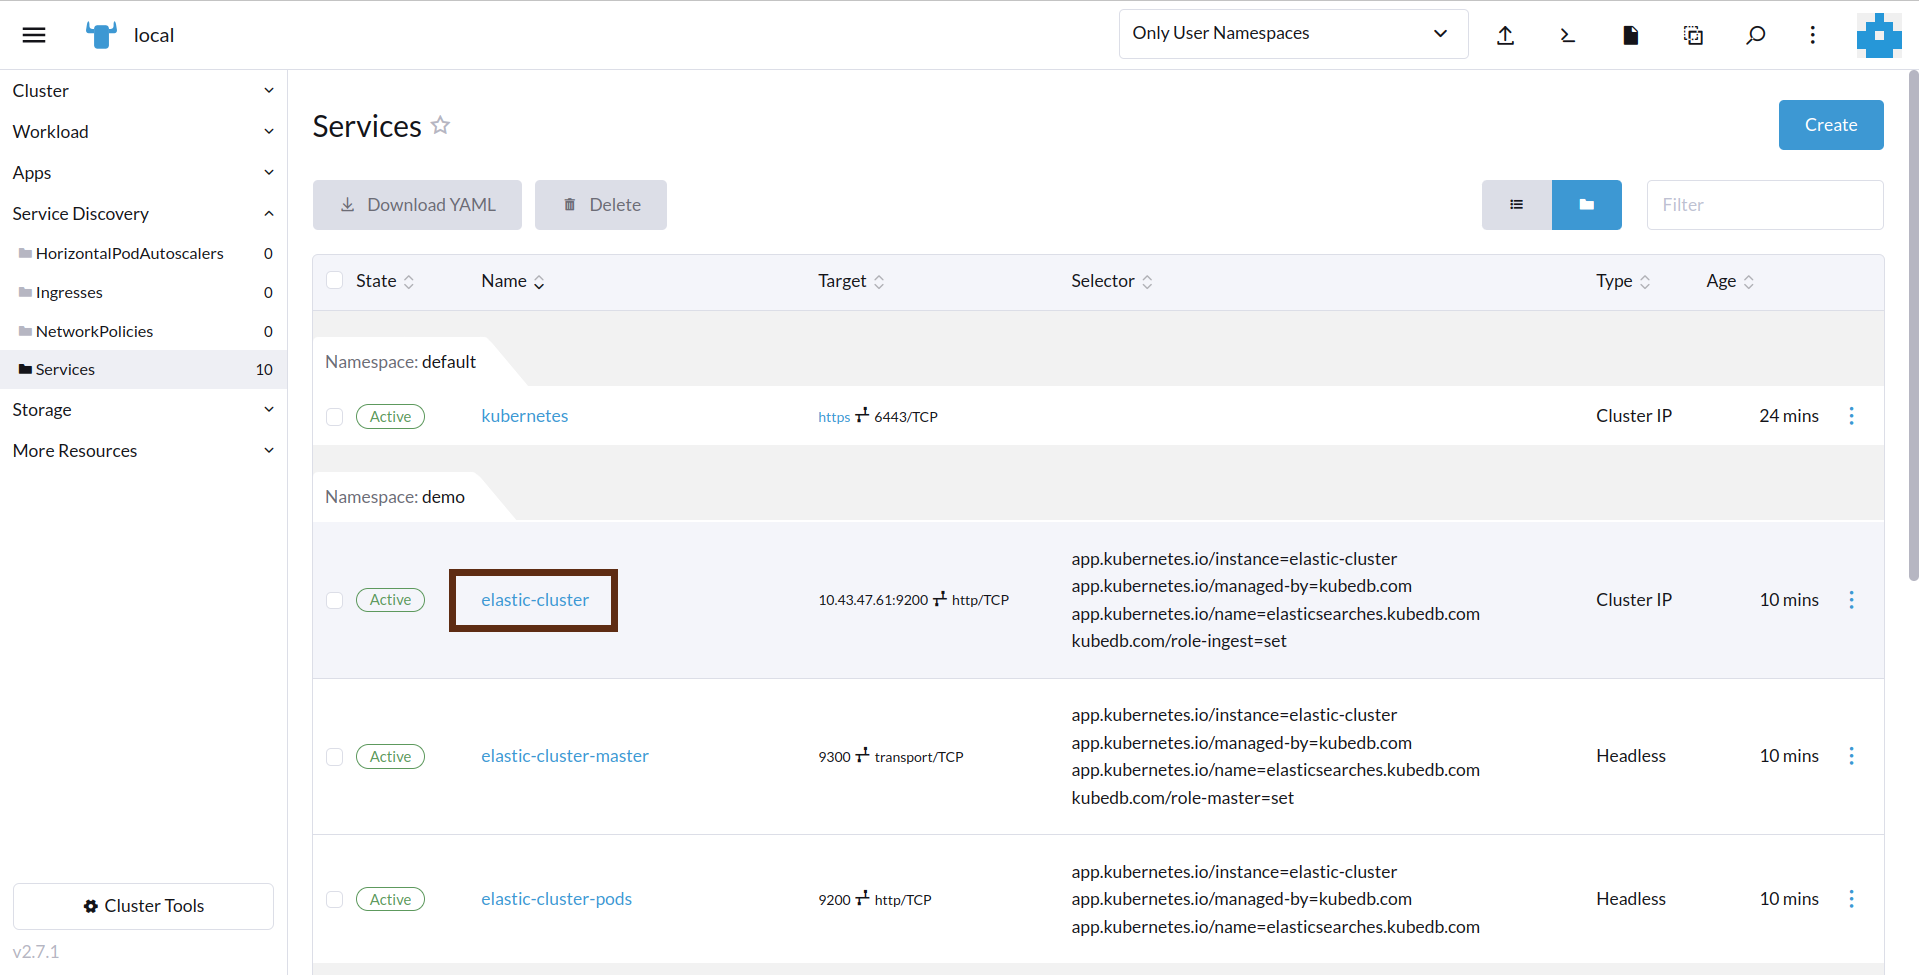 local
Only User Namespaces
Cluster
Workload
Apps
Service Discovery
HorizontalPodAutoscalers 0
Ingresses 0
NetworkPolicies 0
Services 10
Storage
More Resources
Cluster Tools
v2.7.1
Services
Create
Download YAML
Delete
Filter
State Name Target Selector Type Age
Namespace: default
Active kubernetes https 6443/TCP Cluster IP 24 mins
Namespace: demo
app.kubernetes.io/instance=elastic-cluster
app.kubernetes.io/managed-by=kubedb.com
Active elastic-cluster 10.43.47.61:9200 http/TCP Cluster IP 10 mins
app.kubernetes.io/name=elasticsearches.kubedb.com
kubedb.com/role-ingest=set
app.kubernetes.io/instance=elastic-cluster
app.kubernetes.io/managed-by=kubedb.com
Active elastic-cluster-master 9300 transport/TCP Headless 10 mins
app.kubernetes.io/name=elasticsearches.kubedb.com
kubedb.com/role-master=set
app.kubernetes.io/instance=elastic-cluster
Active elastic-cluster-pods 9200 http/TCP app.kubernetes.io/managed-by=kubedb.com Headless 10 mins
app.kubernetes.io/name=elasticsearches.kubedb.com